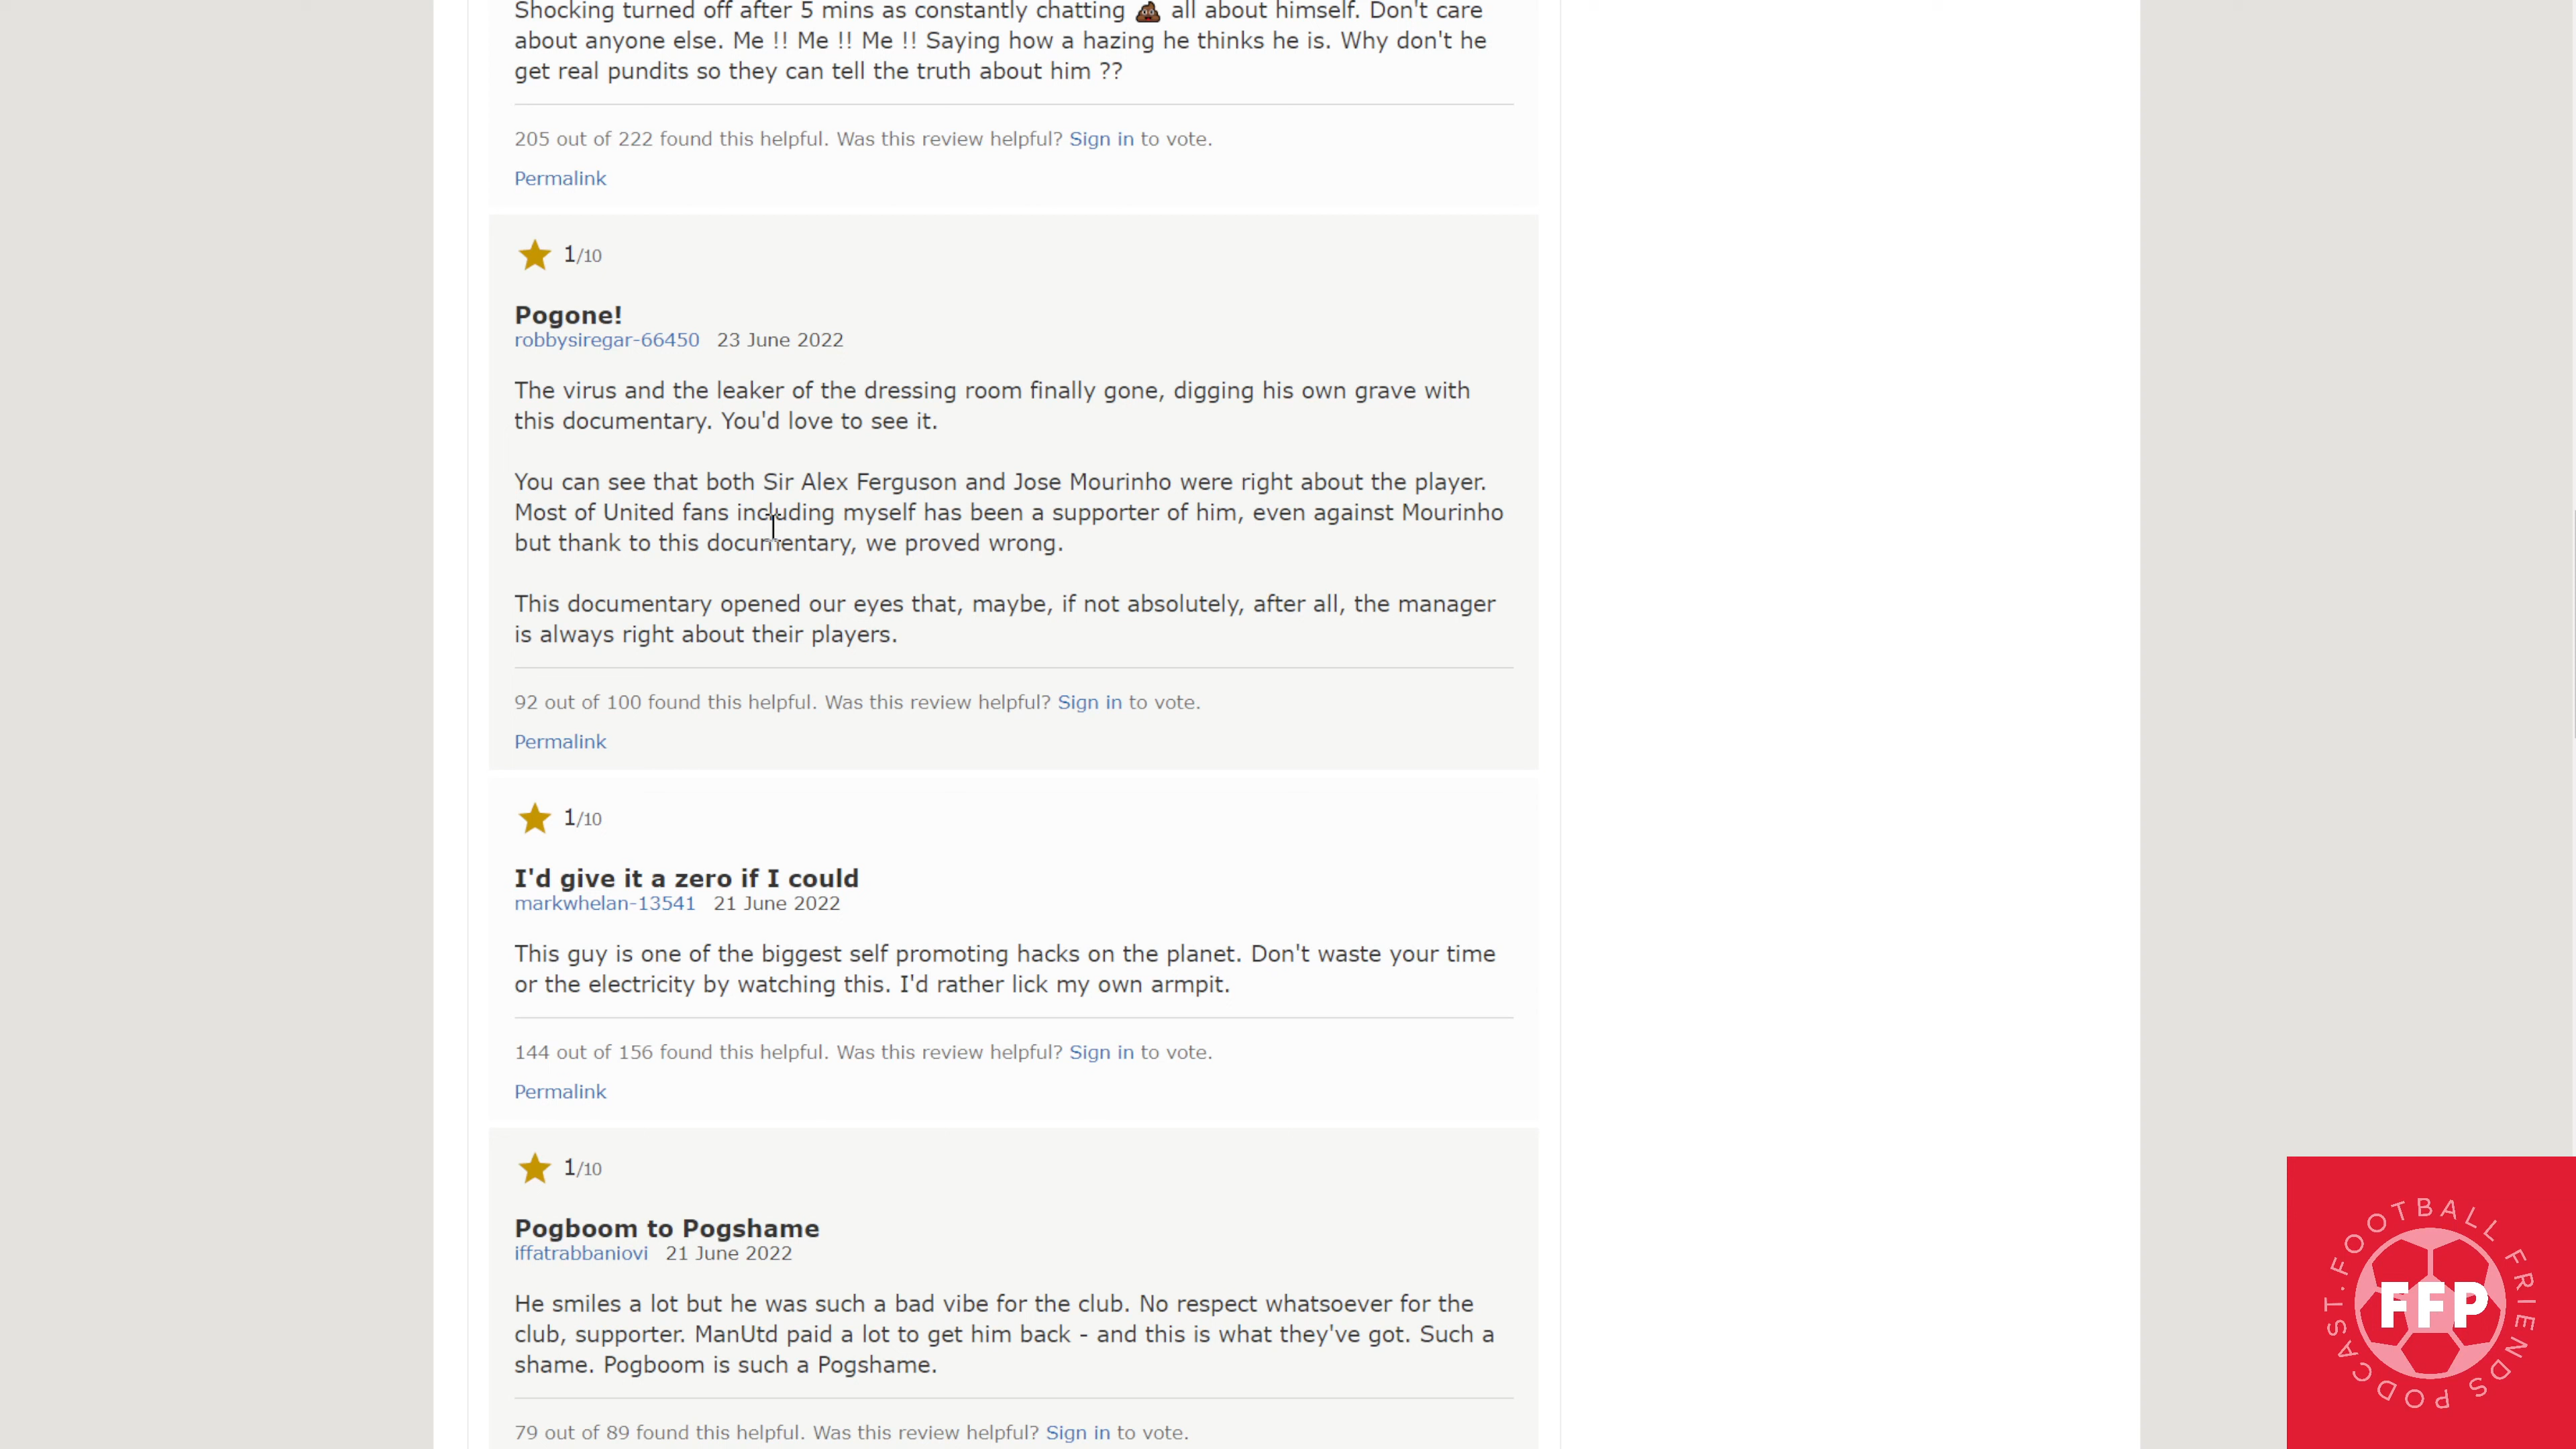 Shocking turned off after 5 mins as constantly chatting 💩 all about himself. Don't care
about anyone else. Me !! Me !! Me !! Saying how a hazing he thinks he is. Why don't he
get real pundits so they can tell the truth about him ??
205 out of 222 found this helpful. Was this review helpful? Sign in to vote.
Permalink
1/10
Pogone!
robbysiregar-66450 23 June 2022
The virus and the leaker of the dressing room finally gone, digging his own grave with
this documentary. You'd love to see it.
You can see that both Sir Alex Ferguson and Jose Mourinho were right about the player.
Most of United fans including myself has been a supporter of him, even against Mourinho
but thank to this documentary, we proved wrong.
This documentary opened our eyes that, maybe, if not absolutely, after all, the manager
is always right about their players.
92 out of 100 found this helpful. Was this review helpful? Sign in to vote.
Permalink
1/10
I'd give it a zero if I could
markwhelan-13541 21 June 2022
This guy is one of the biggest self promoting hacks on the planet. Don't waste your time
or the electricity by watching this. I'd rather lick my own armpit.
144 out of 156 found this helpful. Was this review helpful? Sign in to vote.
Permalink
1/10
Pogboom to Pogshame
iffatrabbaniovi 21 June 2022
He smiles a lot but he was such a bad vibe for the club. No respect whatsoever for the
club, supporter. ManUtd paid a lot to get him back - and this is what they've got. Such a
shame. Pogboom is such a Pogshame.
79 out of 89 found this helpful. Was this review helpful? Sign in to vote.
FOOTBALL FRIENDS PODCAST.
FFP